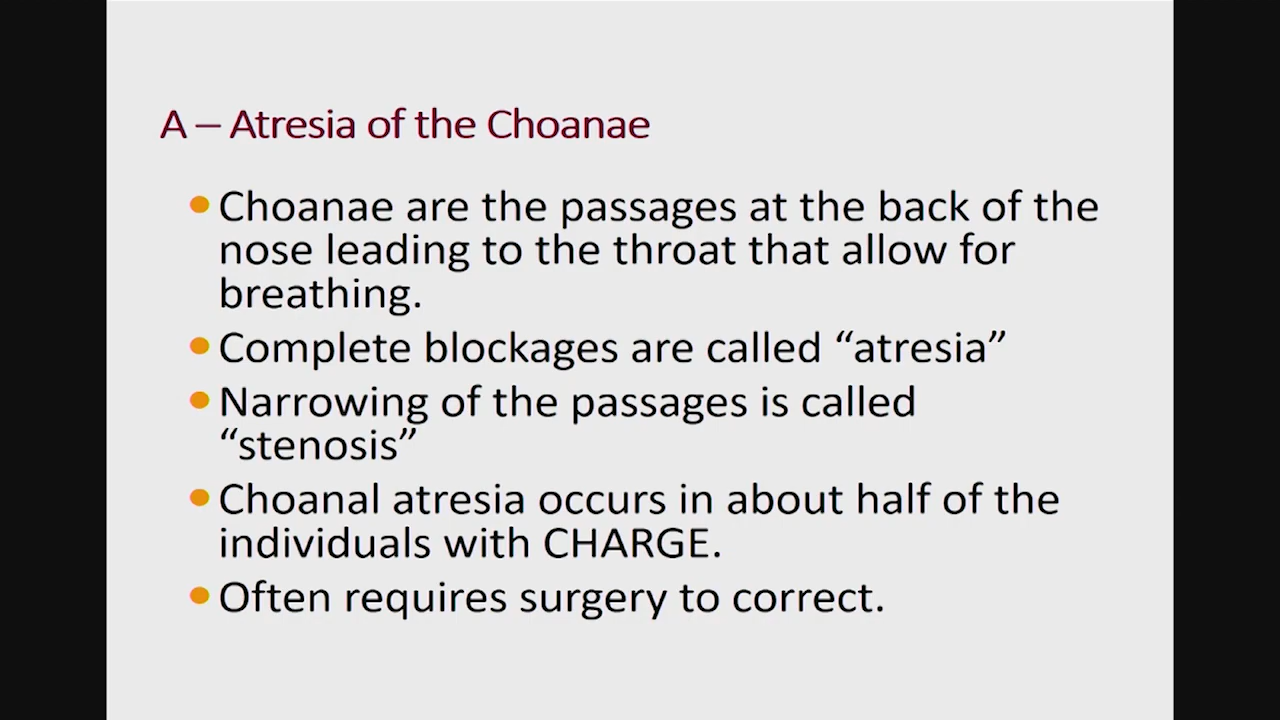 A – Atresia of the Choanae
• Choanae are the passages at the back of the
nose leading to the throat that allow for
breathing.
• Complete blockages are called “atresia”
• Narrowing of the passages is called
“stenosis”
• Choanal atresia occurs in about half of the
individuals with CHARGE.
• Often requires surgery to correct.